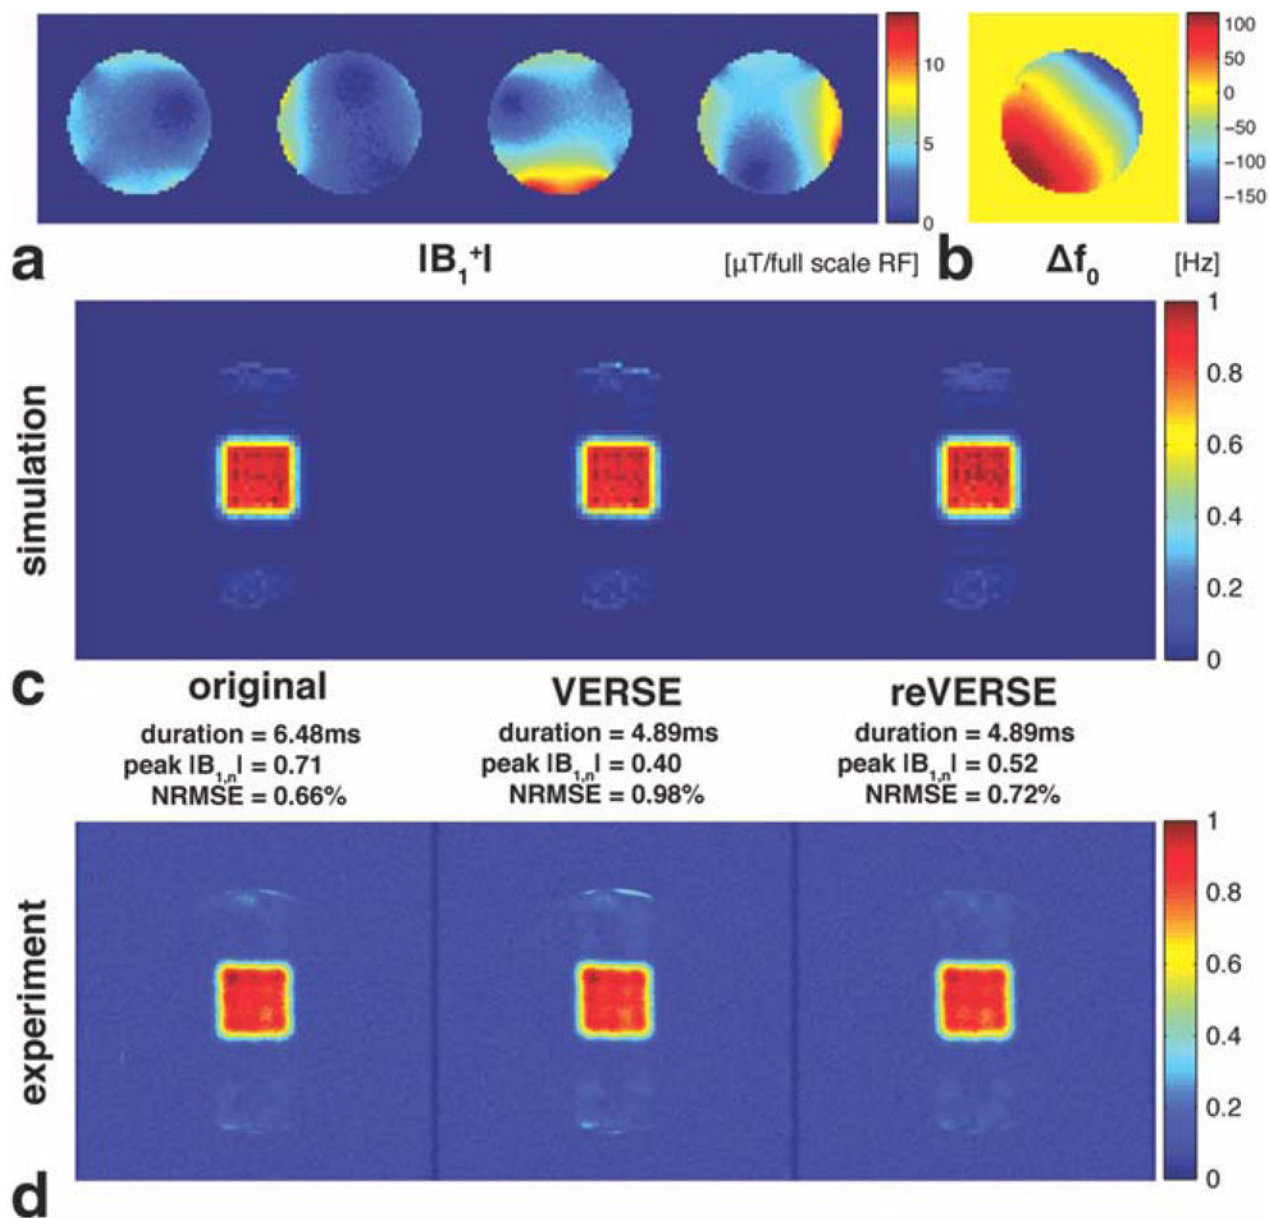 10
5
0
100
50
0
−50
−100
−150
a |B₁⁺| [µT/full scale RF] b Δf₀ [Hz]
simulation
1
0.8
0.6
0.4
0.2
0
c original VERSE reVERSE
duration = 6.48ms duration = 4.89ms duration = 4.89ms
peak |B₁,ₙ| = 0.71 peak |B₁,ₙ| = 0.40 peak |B₁,ₙ| = 0.52
NRMSE = 0.66% NRMSE = 0.98% NRMSE = 0.72%
experiment
1
0.8
0.6
0.4
0.2
0
d